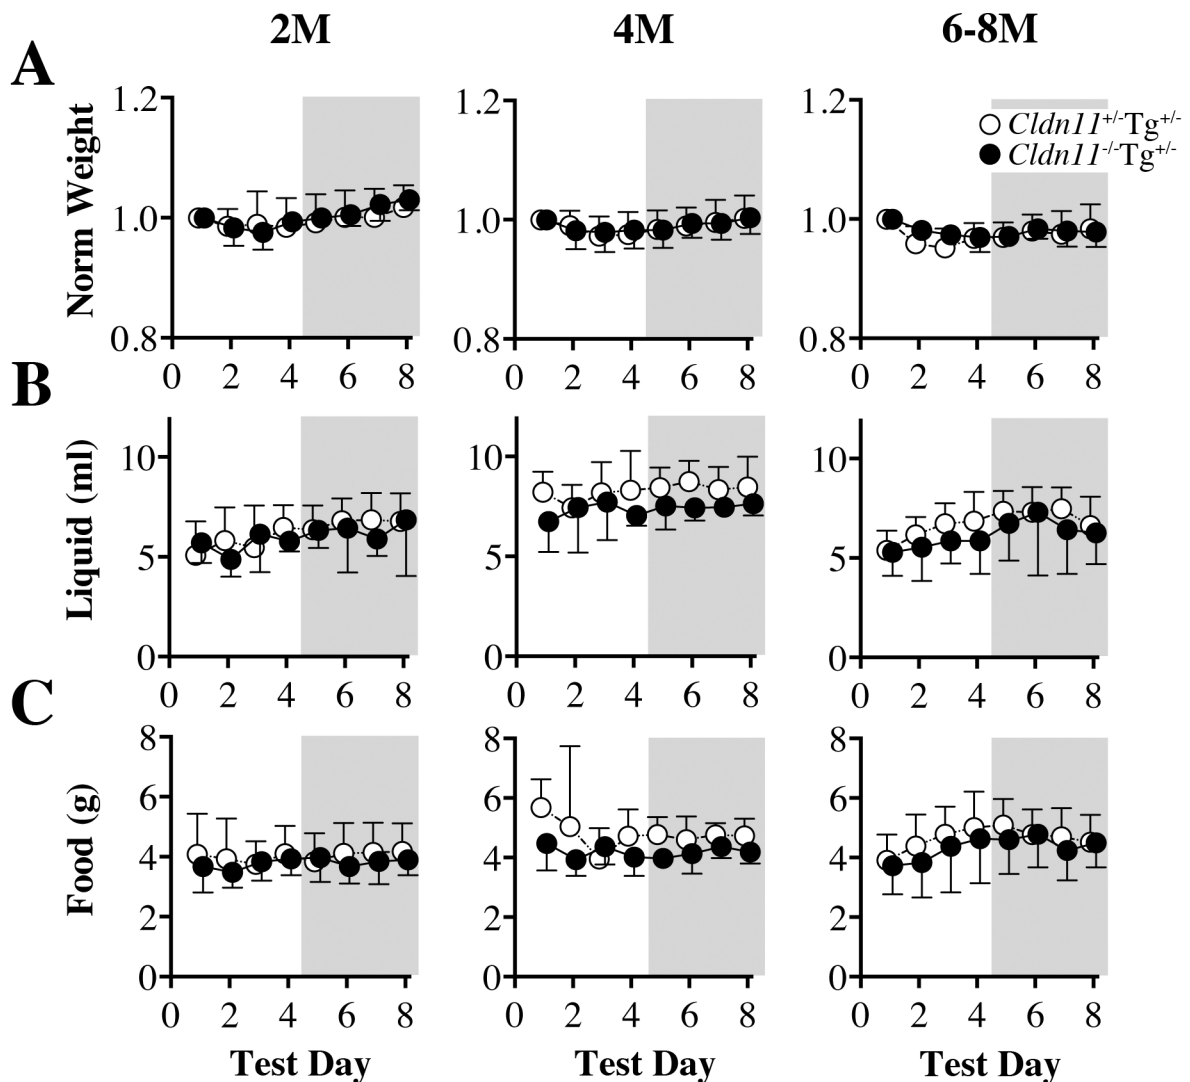 2M 4M 6-8M
A
Norm Weight
1.2 1.2 1.2
Cldn11+/-Tg+/-
Cldn11-/-Tg+/-
1.0 1.0 1.0
0.8 0.8 0.8
0 2 4 6 8 0 2 4 6 8 0 2 4 6 8
B
Liquid (ml)
10 10 10
5 5 5
0 0 0
0 2 4 6 8 0 2 4 6 8 0 2 4 6 8
C
Food (g)
8 8 8
6 6 6
4 4 4
2 2 2
0 0 0
0 2 4 6 8 0 2 4 6 8 0 2 4 6 8
Test Day Test Day Test Day